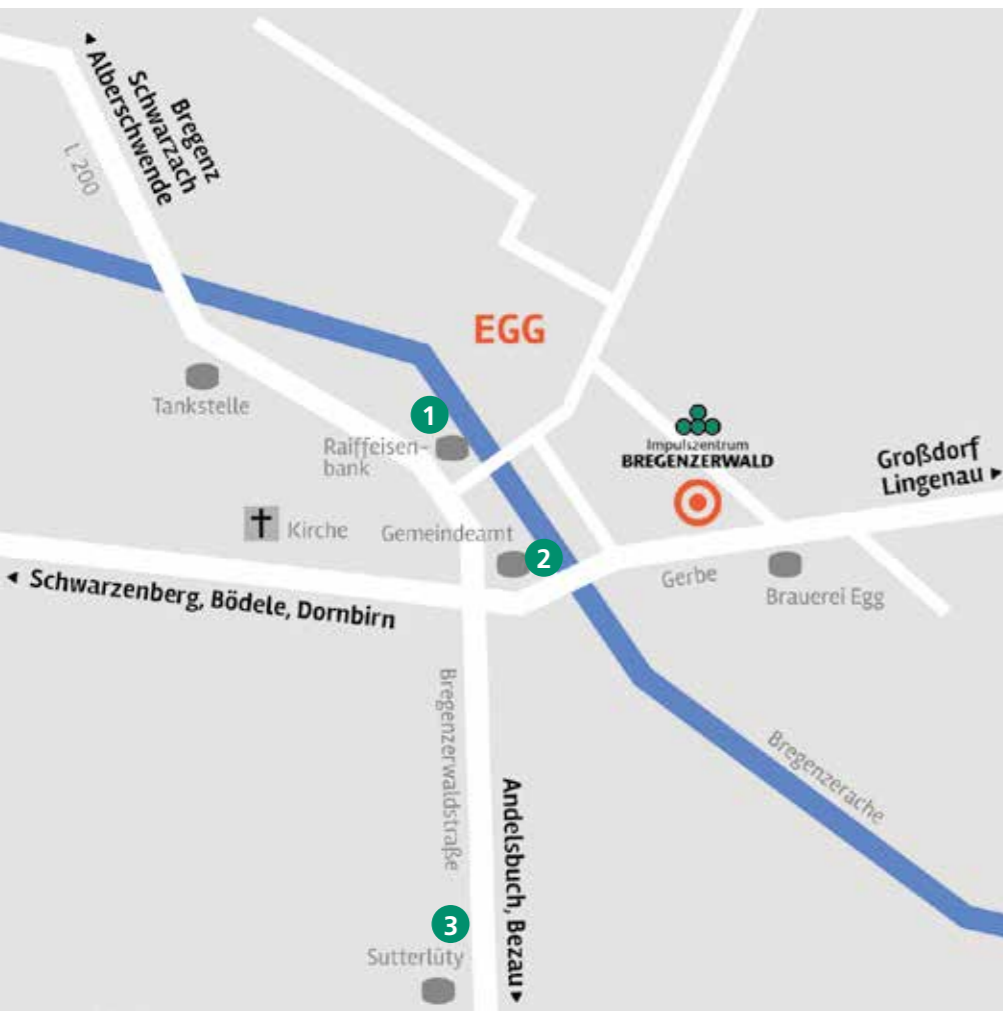 Bregenz
Schwarzach
Alberschwende
L 200
EGG
Tankstelle
1
Raiffeisen-
bank
Impulszentrum
BREGENZERWALD
Großdorf
Lingenau
Kirche
Gemeindeamt
2
Gerbe
Brauerei Egg
Schwarzenberg, Bödele, Dornbirn
Bregenzerwaldstraße
Andelsbuch, Bezau
Bregenzerache
3
Sutterlüty